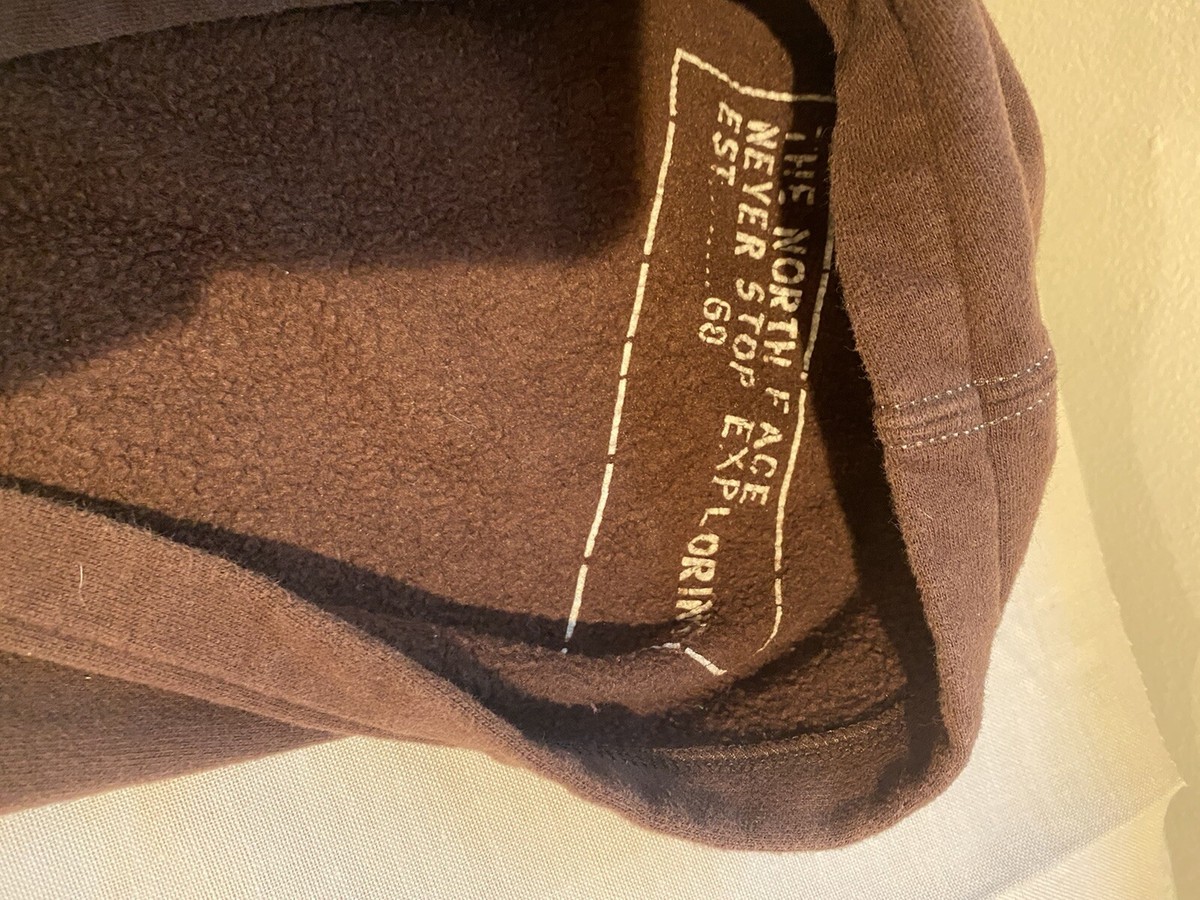 THE NORTH FACE
NEVER STOP EXPLORING
EST.......68